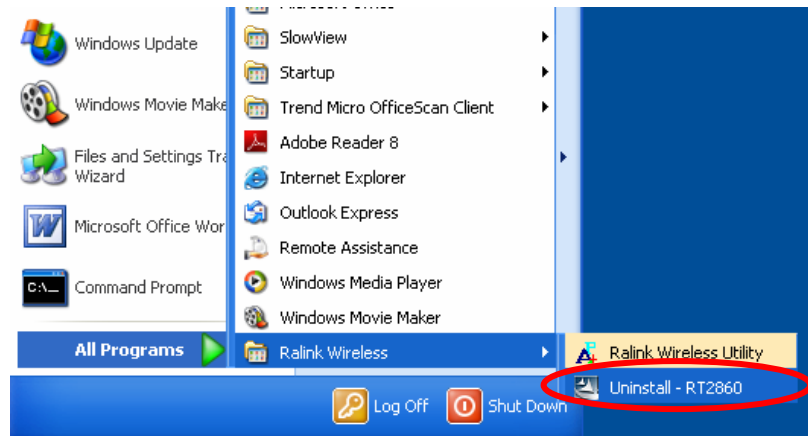 Windows Update
Windows Movie Make
Files and Settings Tra
Wizard
Microsoft Office Wor
Command Prompt
All Programs
SlowView
Startup
Trend Micro OfficeScan Client
Adobe Reader 8
Internet Explorer
Outlook Express
Remote Assistance
Windows Media Player
Windows Movie Maker
Ralink Wireless
Ralink Wireless Utility
Uninstall - RT2860
Log Off
Shut Down